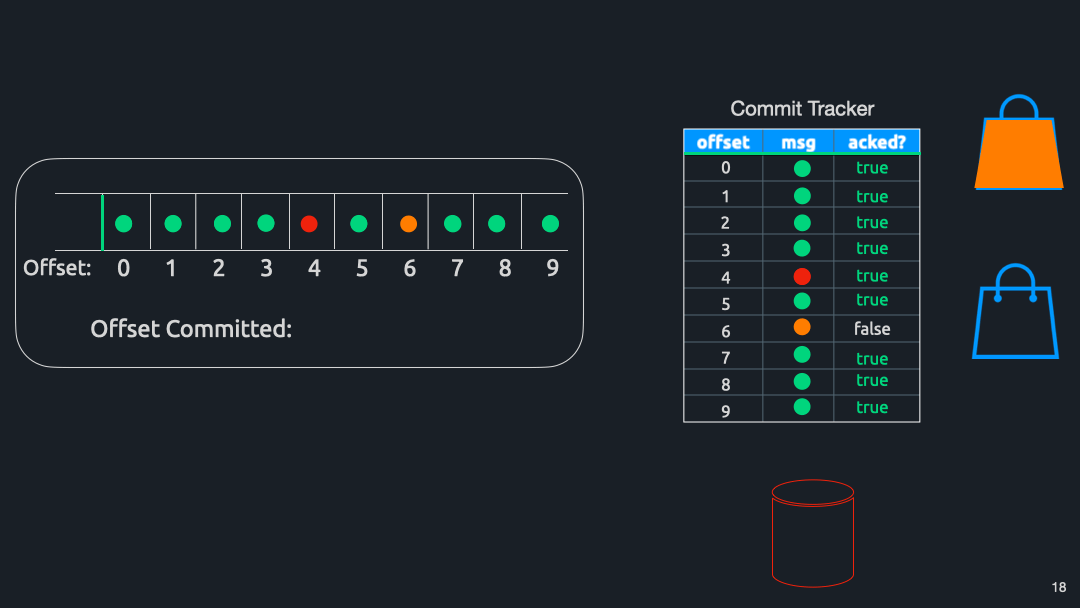 Commit Tracker
offset msg acked?
0 true
1 true
2 true
3 true
4 true
5 true
6 false
7 true
8 true
9 true
Offset: 0 1 2 3 4 5 6 7 8 9
Offset Committed:
18